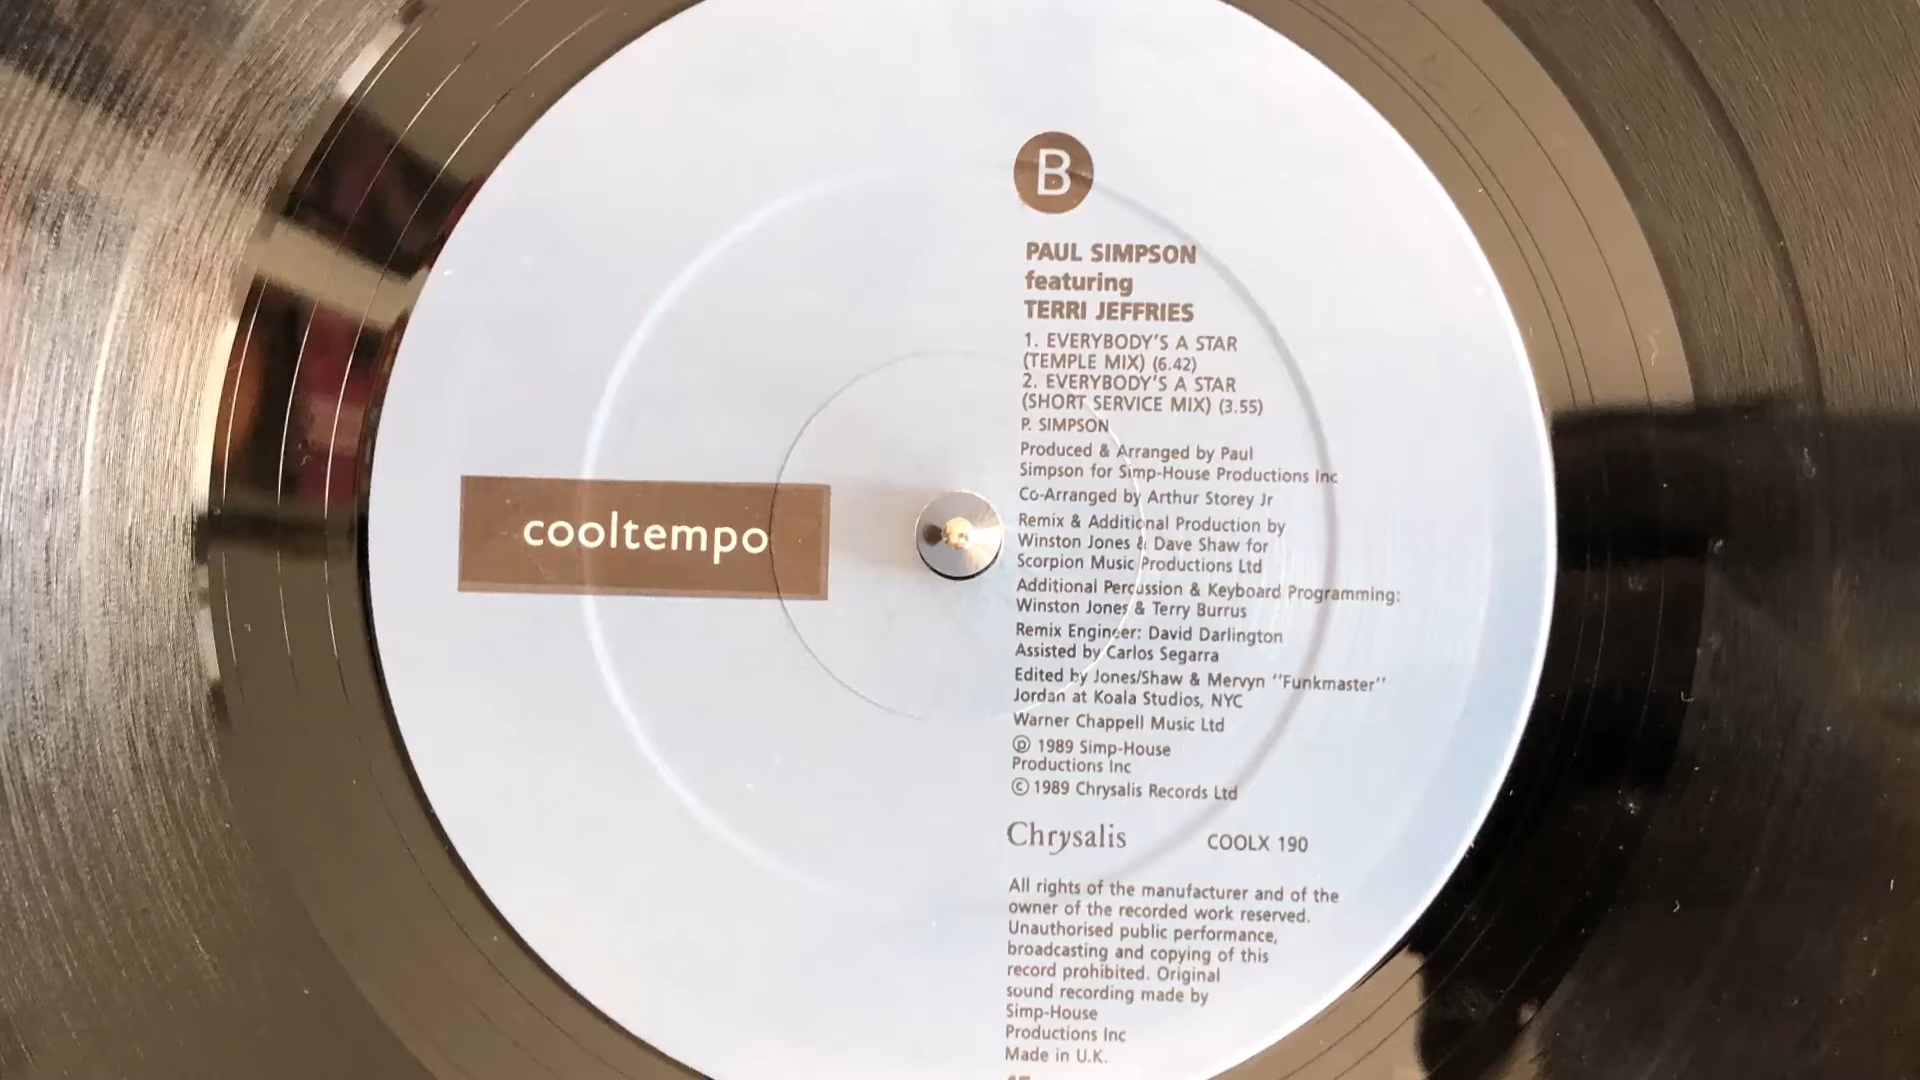 B
PAUL SIMPSON
featuring
TERRI JEFFRIES
1. EVERYBODY'S A STAR
(TEMPLE MIX) (6.42)
2. EVERYBODY'S A STAR
(SHORT SERVICE MIX) (3.55)
P. SIMPSON
Produced & Arranged by Paul
Simpson for Simp-House Productions Inc
Co-Arranged by Arthur Storey Jr
Remix & Additional Production by
Winston Jones & Dave Shaw for
Scorpion Music Productions Ltd
Additional Percussion & Keyboard Programming:
Winston Jones & Terry Burrus
Remix Engineer: David Darlington
Assisted by Carlos Segarra
Edited by Jones/Shaw & Mervyn "Funkmaster"
Jordan at Koala Studios, NYC
Warner Chappell Music Ltd
℗ 1989 Simp-House
Productions Inc
© 1989 Chrysalis Records Ltd
cooltempo
Chrysalis COOLX 190
All rights of the manufacturer and of the
owner of the recorded work reserved.
Unauthorised public performance,
broadcasting and copying of this
record prohibited. Original
sound recording made by
Simp-House
Productions Inc
Made in U.K.